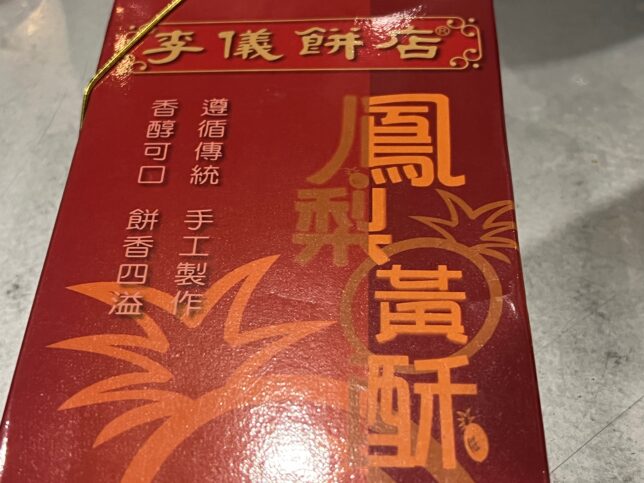 李儀餅店®
鳳梨黃酥
遵循傳統 手工製作
香醇可口 餅香四溢